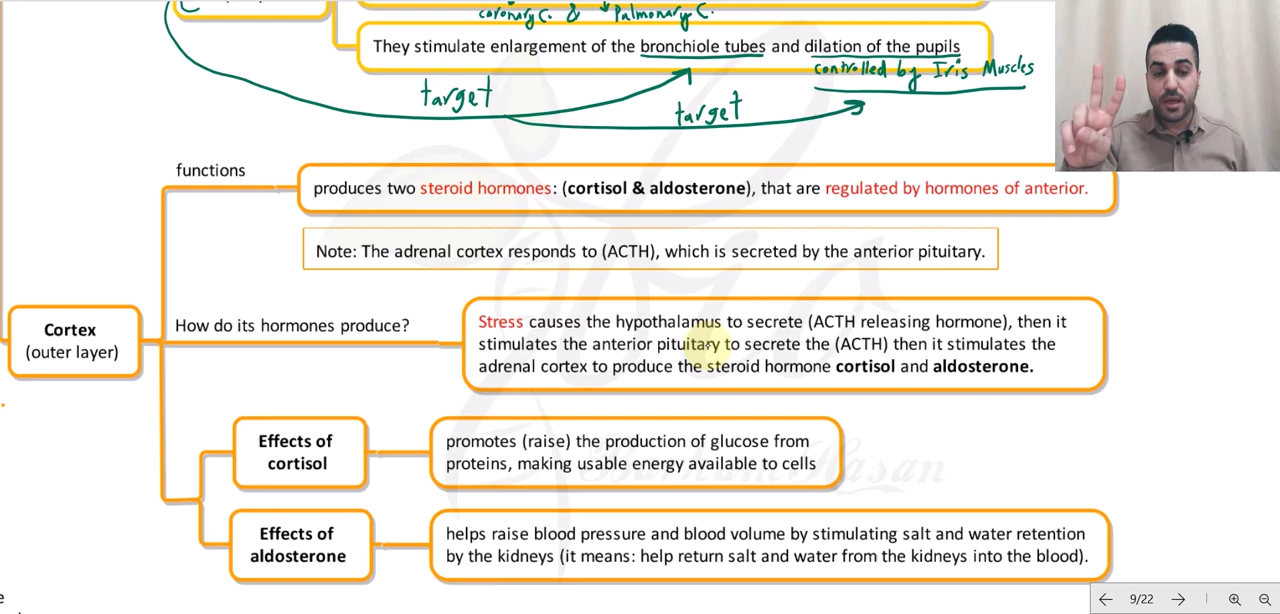 coronary C. & ↓ Pulmonary C.
They stimulate enlargement of the bronchiole tubes and dilation of the pupils
controlled by Iris Muscles
target
target
functions
produces two steroid hormones: (cortisol & aldosterone), that are regulated by hormones of anterior.
Note: The adrenal cortex responds to (ACTH), which is secreted by the anterior pituitary.
Cortex
(outer layer)
How do its hormones produce?
Stress causes the hypothalamus to secrete (ACTH releasing hormone), then it
stimulates the anterior pituitary to secrete the (ACTH) then it stimulates the
adrenal cortex to produce the steroid hormone cortisol and aldosterone.
Effects of
cortisol
promotes (raise) the production of glucose from
proteins, making usable energy available to cells
Effects of
aldosterone
helps raise blood pressure and blood volume by stimulating salt and water retention
by the kidneys (it means: help return salt and water from the kidneys into the blood).
Hasan
e
9/22